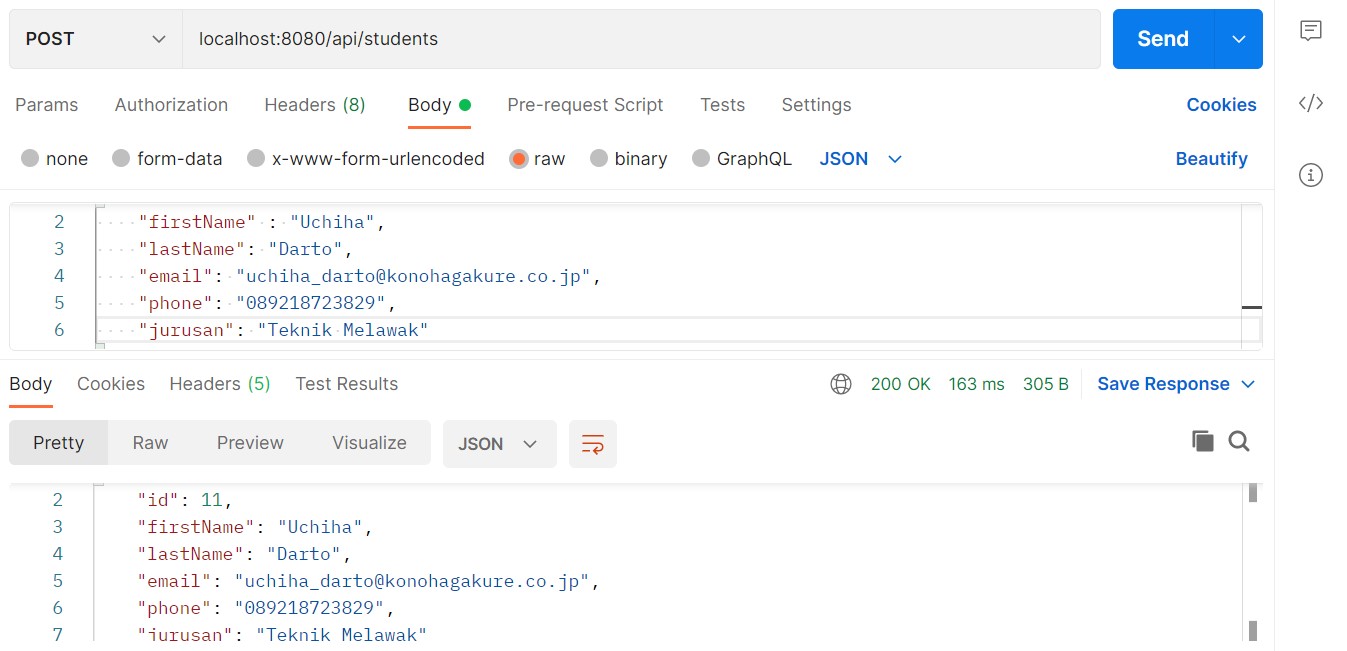 POST localhost:8080/api/students Send
Params Authorization Headers (8) Body Pre-request Script Tests Settings Cookies
none form-data x-www-form-urlencoded raw binary GraphQL JSON Beautify
2 "firstName" : "Uchiha",
3 "lastName": "Darto",
4 "email": "uchiha_darto@konohagakure.co.jp",
5 "phone": "089218723829",
6 "jurusan": "Teknik Melawak"
Body Cookies Headers (5) Test Results 200 OK 163 ms 305 B Save Response
Pretty Raw Preview Visualize JSON
2 "id": 11,
3 "firstName": "Uchiha",
4 "lastName": "Darto",
5 "email": "uchiha_darto@konohagakure.co.jp",
6 "phone": "089218723829",
7 "jurusan": "Teknik Melawak"